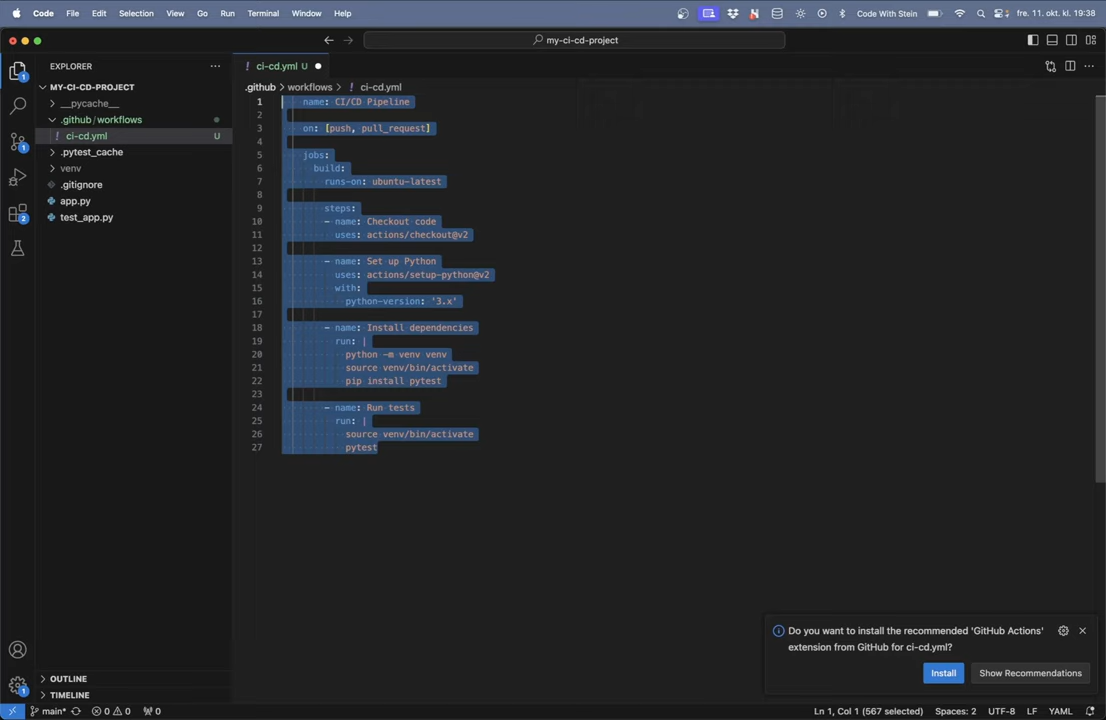 Code File Edit Selection View Go Run Terminal Window Help Code With Stein fre. 11. okt. kl. 19:38
my-ci-cd-project
EXPLORER ci-cd.yml U
MY-CI-CD-PROJECT .github workflows ci-cd.yml
__pycache__
.github/workflows
ci-cd.yml U
.pytest_cache
venv
.gitignore
app.py
test_app.py
1 name: CI/CD Pipeline
2
3 on: [push, pull_request]
4
5 jobs:
6 build:
7 runs-on: ubuntu-latest
8
9 steps:
10 - name: Checkout code
11 uses: actions/checkout@v2
12
13 - name: Set up Python
14 uses: actions/setup-python@v2
15 with:
16 python-version: '3.x'
17
18 - name: Install dependencies
19 run: |
20 python -m venv venv
21 source venv/bin/activate
22 pip install pytest
23
24 - name: Run tests
25 run: |
26 source venv/bin/activate
27 pytest
Do you want to install the recommended 'GitHub Actions'
extension from GitHub for ci-cd.yml?
Install Show Recommendations
OUTLINE
TIMELINE
main* 0 0 0 Ln 1, Col 1 (567 selected) Spaces: 2 UTF-8 LF YAML
1
1
2
1